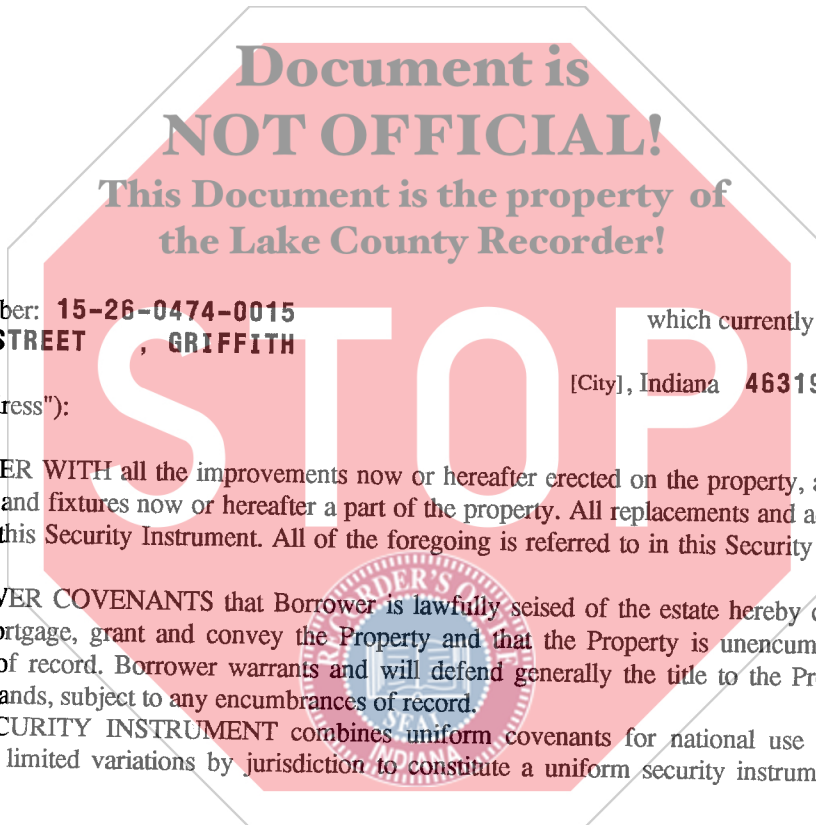 Document is
NOT OFFICIAL!
This Document is the property of
the Lake County Recorder!
ber: 15-26-0474-0015
which currently
STREET , GRIFFITH
[City], Indiana 46319
ress"):
STOP
ER WITH all the improvements now or hereafter erected on the property, a
and fixtures now or hereafter a part of the property. All replacements and a
this Security Instrument. All of the foregoing is referred to in this Security
VER COVENANTS that Borrower is lawfully seised of the estate hereby c
ortgage, grant and convey the Property and that the Property is unencum
of record. Borrower warrants and will defend generally the title to the Pr
ands, subject to any encumbrances of record.
CURITY INSTRUMENT combines uniform covenants for national use
limited variations by jurisdiction to constitute a uniform security instrum
RECORDER'S OFFICE
SEAL
INDIANA